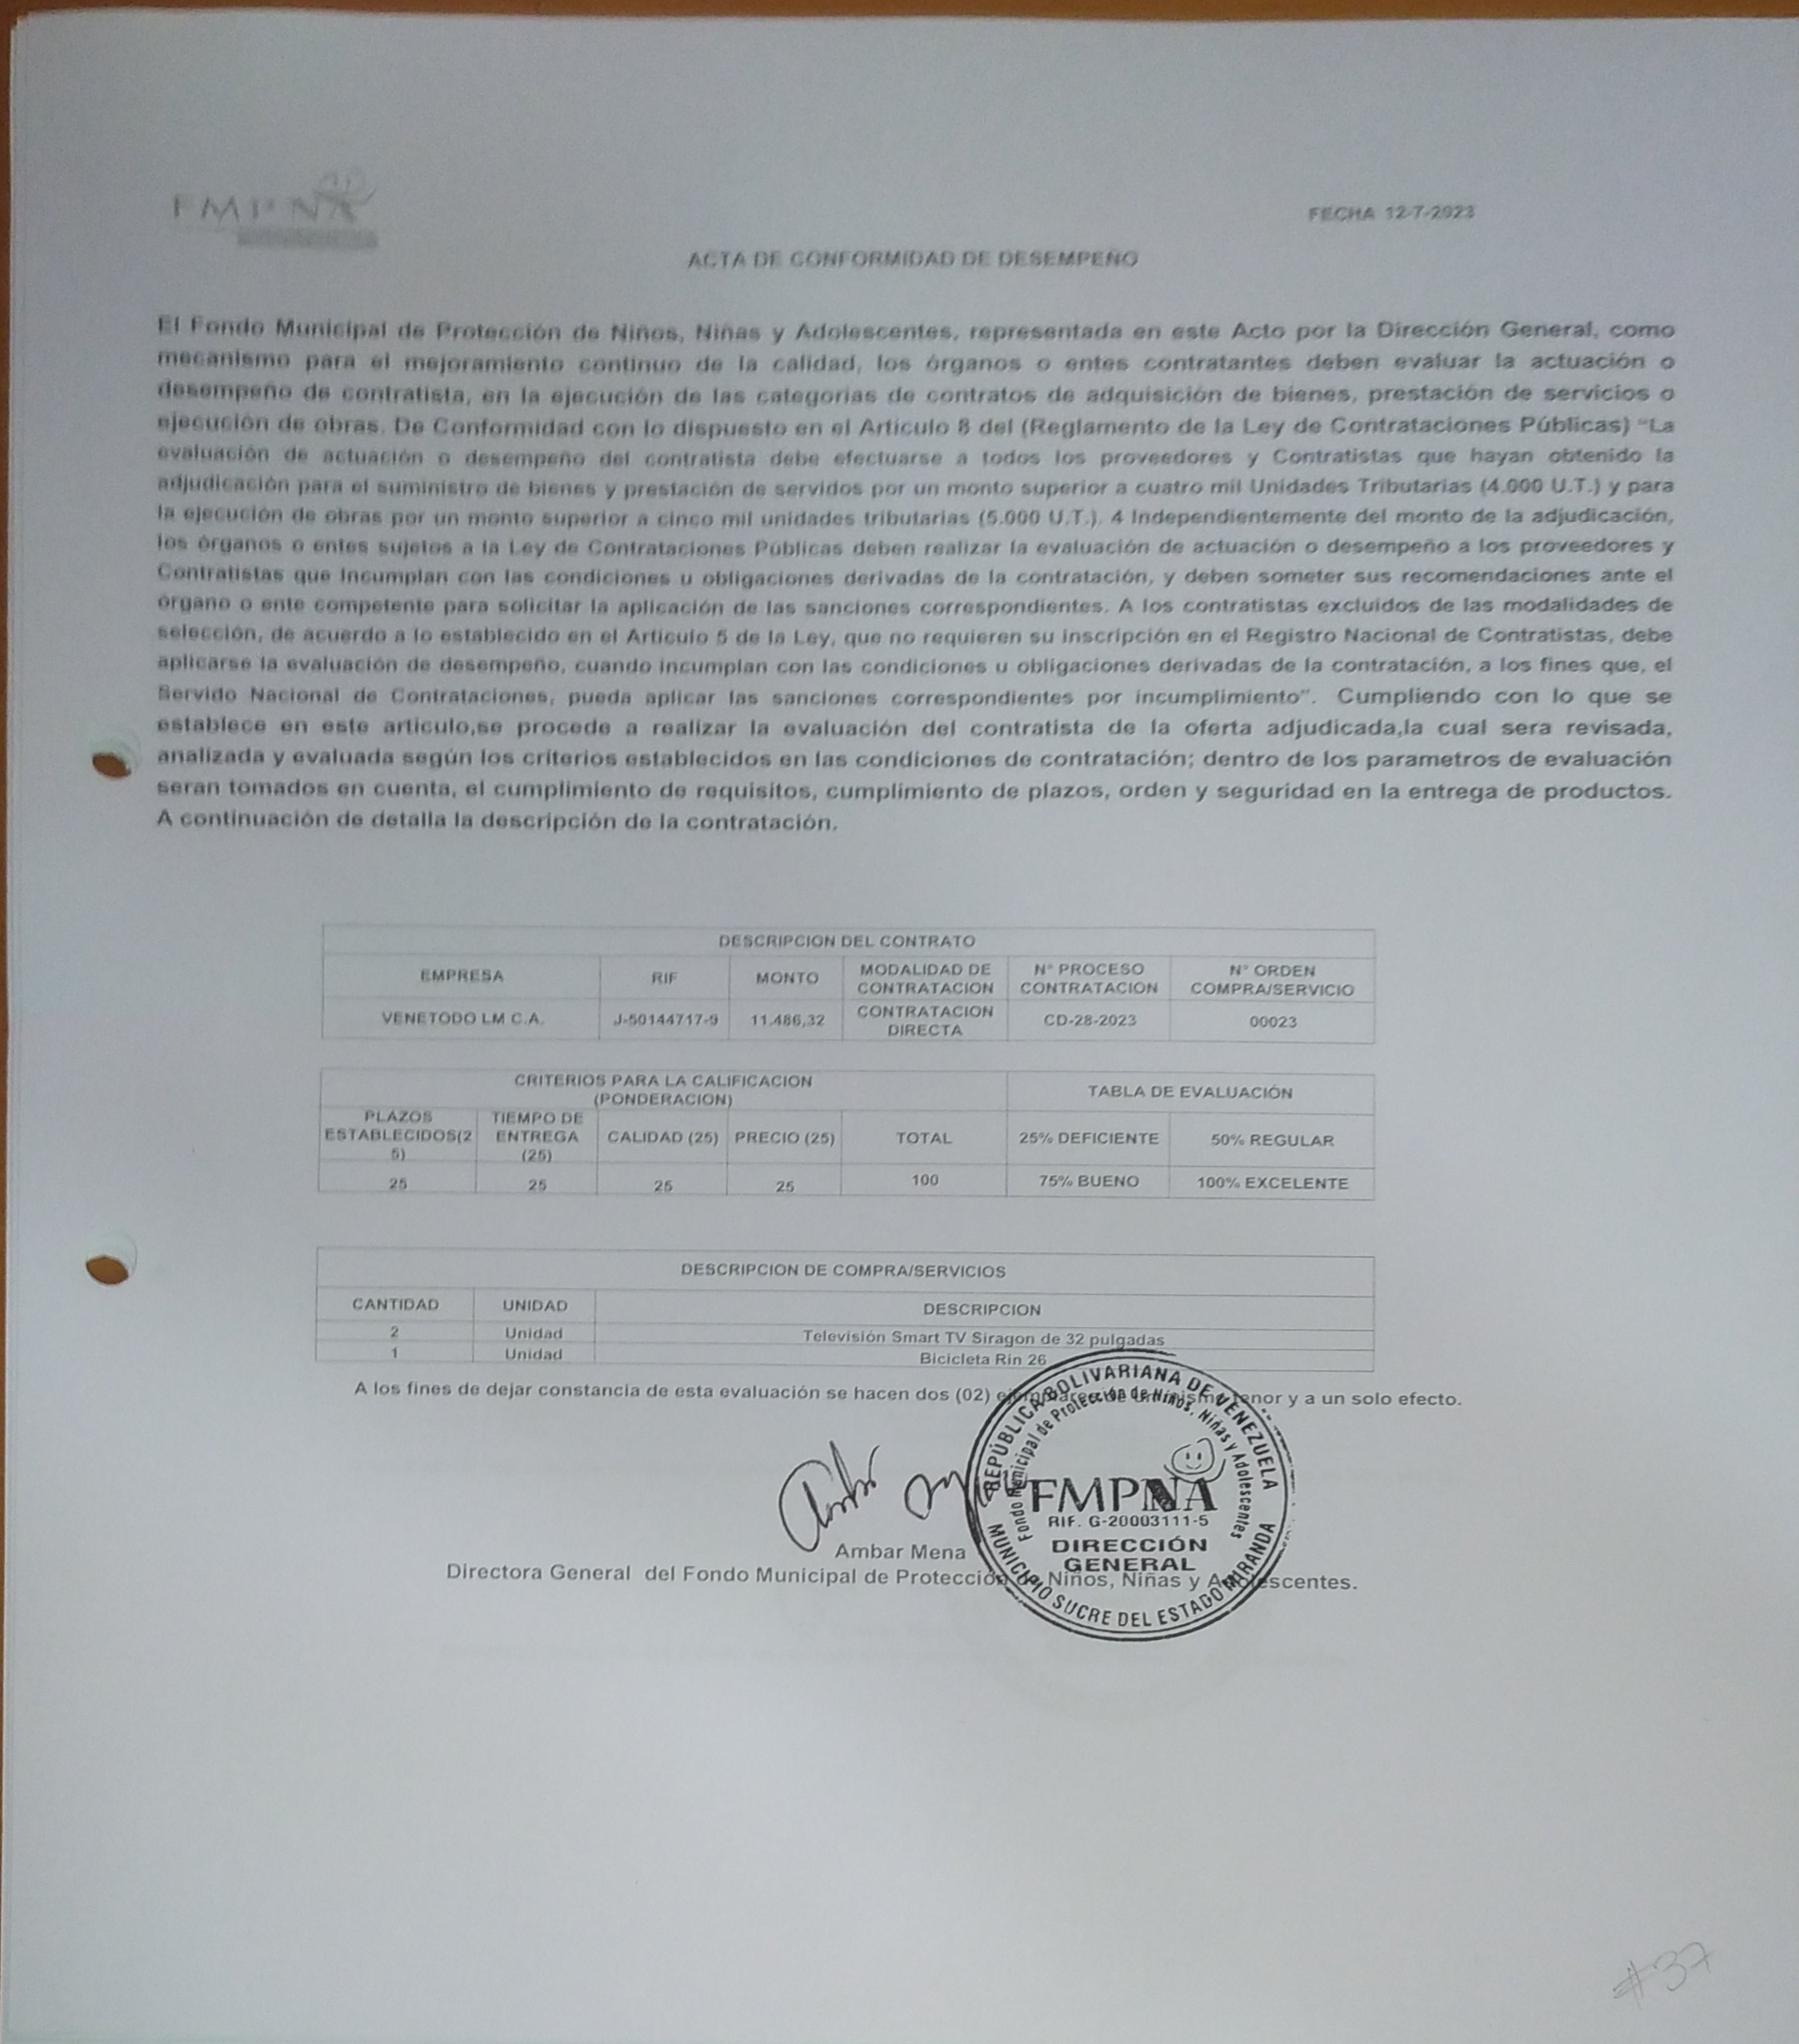 FMPNA
FECHA 12-7-2023
ACTA DE CONFORMIDAD DE DESEMPEÑO
El Fondo Municipal de Protección de Niños, Niñas y Adolescentes, representada en este Acto por la Dirección General, como
mecanismo para el mejoramiento continuo de la calidad, los órganos o entes contratantes deben evaluar la actuación o
desempeño de contratista, en la ejecución de las categorias de contratos de adquisición de bienes, prestación de servicios o
ejecución de obras. De Conformidad con lo dispuesto en el Artículo 8 del (Reglamento de la Ley de Contrataciones Públicas) "La
evaluación de actuación o desempeño del contratista debe efectuarse a todos los proveedores y Contratistas que hayan obtenido la
adjudicación para el suministro de bienes y prestación de servidos por un monto superior a cuatro mil Unidades Tributarias (4.000 U.T.) y para
la ejecución de obras por un monto superior a cinco mil unidades tributarias (5.000 U.T.). 4 Independientemente del monto de la adjudicación,
los órganos o entes sujetos a la Ley de Contrataciones Públicas deben realizar la evaluación de actuación o desempeño a los proveedores y
Contratistas que Incumplan con las condiciones u obligaciones derivadas de la contratación, y deben someter sus recomendaciones ante el
órgano o ente competente para solicitar la aplicación de las sanciones correspondientes. A los contratistas excluidos de las modalidades de
selección, de acuerdo a lo establecido en el Artículo 5 de la Ley, que no requieren su inscripción en el Registro Nacional de Contratistas, debe
aplicarse la evaluación de desempeño, cuando incumplan con las condiciones u obligaciones derivadas de la contratación, a los fines que, el
Servido Nacional de Contrataciones, pueda aplicar las sanciones correspondientes por incumplimiento". Cumpliendo con lo que se
establece en este articulo,se procede a realizar la evaluación del contratista de la oferta adjudicada,la cual sera revisada,
analizada y evaluada según los criterios establecidos en las condiciones de contratación; dentro de los parametros de evaluación
seran tomados en cuenta, el cumplimiento de requisitos, cumplimiento de plazos, orden y seguridad en la entrega de productos.
A continuación de detalla la descripción de la contratación.
DESCRIPCION DEL CONTRATO
EMPRESA RIF MONTO MODALIDAD DE CONTRATACION N° PROCESO CONTRATACION N° ORDEN COMPRA/SERVICIO
VENETODO LM C.A. J-50144717-9 11.486,32 CONTRATACION DIRECTA CD-28-2023 00023
CRITERIOS PARA LA CALIFICACION (PONDERACION) TABLA DE EVALUACIÓN
PLAZOS ESTABLECIDOS(25) TIEMPO DE ENTREGA (25) CALIDAD (25) PRECIO (25) TOTAL 25% DEFICIENTE 50% REGULAR
25 25 25 25 100 75% BUENO 100% EXCELENTE
DESCRIPCION DE COMPRA/SERVICIOS
CANTIDAD UNIDAD DESCRIPCION
2 Unidad Televisión Smart TV Siragon de 32 pulgadas
1 Unidad Bicicleta Rin 26
A los fines de dejar constancia de esta evaluación se hacen dos (02) tenor y a un solo efecto.
REPÚBLICA BOLIVARIANA DE VENEZUELA
Fondo Municipal de Protección de Niños, Niñas y Adolescentes
FMPNA
RIF. G-20003111-5
DIRECCIÓN
GENERAL
MUNICIPIO SUCRE DEL ESTADO MIRANDA
Ambar Mena
Directora General del Fondo Municipal de Protección de Niños, Niñas y Adolescentes.
#37